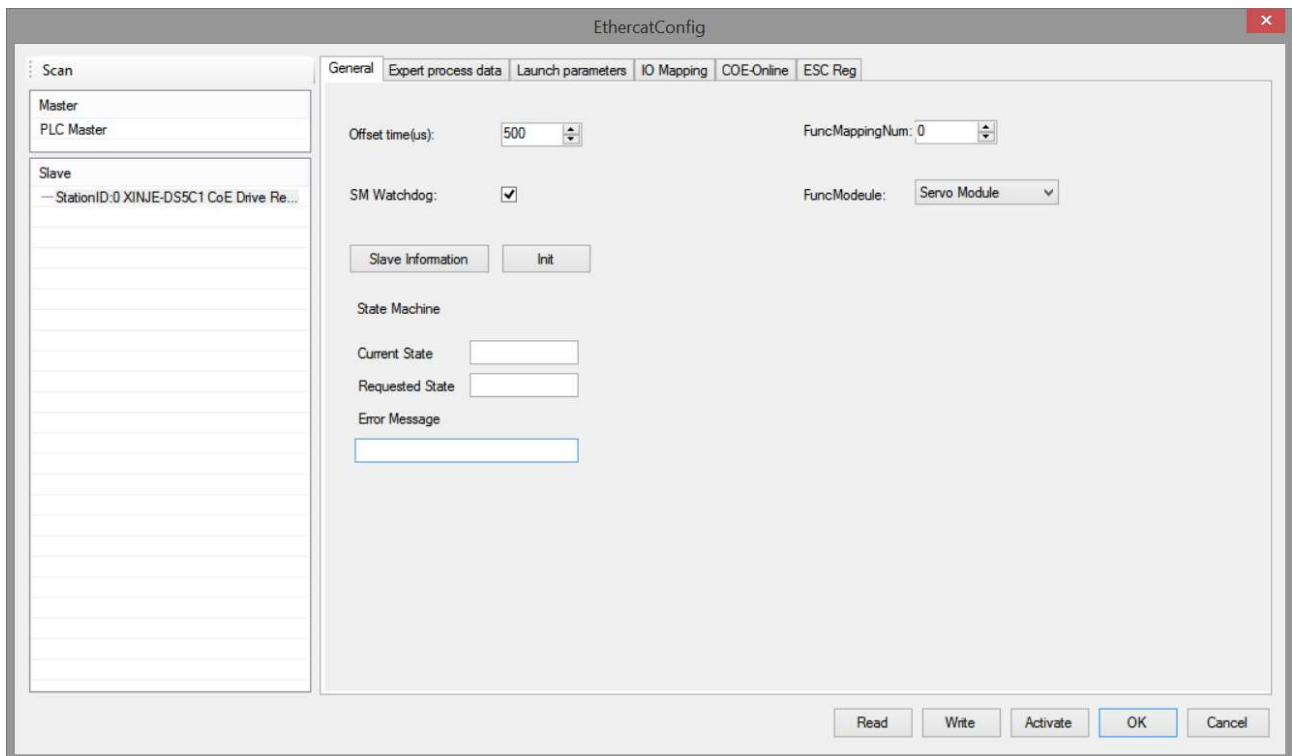 EthercatConfig
Scan
Master
PLC Master
Slave
StationID:0 XINJE-DS5C1 CoE Drive Re...
General Expert process data Launch parameters IO Mapping COE-Online ESC Reg
Offset time(us): 500 FuncMappingNum: 0
SM Watchdog: FuncModeule: Servo Module
Slave Information Init
State Machine
Current State
Requested State
Error Message
Read Write Activate OK Cancel